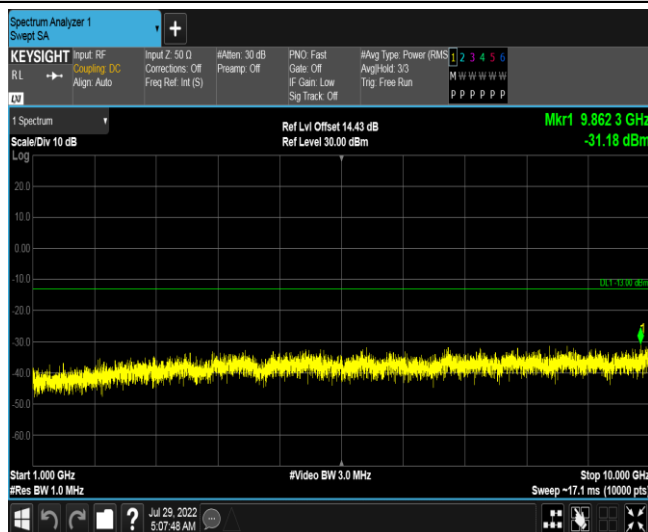 Spectrum Analyzer 1
Swept SA
+
KEYSIGHT Input: RF Input Z: 50 Ω #Atten: 30 dB PNO: Fast #Avg Type: Power (RMS 1 2 3 4 5 6
RL Coupling: DC Corrections: Off Preamp: Off Gate: Off Avg|Hold: 3/3 M W W W W W
Align: Auto Freq Ref: Int (S) IF Gain: Low Trig: Free Run
LXI Sig Track: Off P P P P P P
1 Spectrum Ref Lvl Offset 14.43 dB Mkr1 9.862 3 GHz
Scale/Div 10 dB Ref Level 30.00 dBm -31.18 dBm
Log
20.0
10.0
0.00
-10.0
DL1 -13.00 dBm
-20.0
1
-30.0
-40.0
-50.0
-60.0
Start 1.000 GHz #Video BW 3.0 MHz Stop 10.000 GHz
#Res BW 1.0 MHz Sweep ~17.1 ms (10000 pts)
? Jul 29, 2022
5:07:48 AM